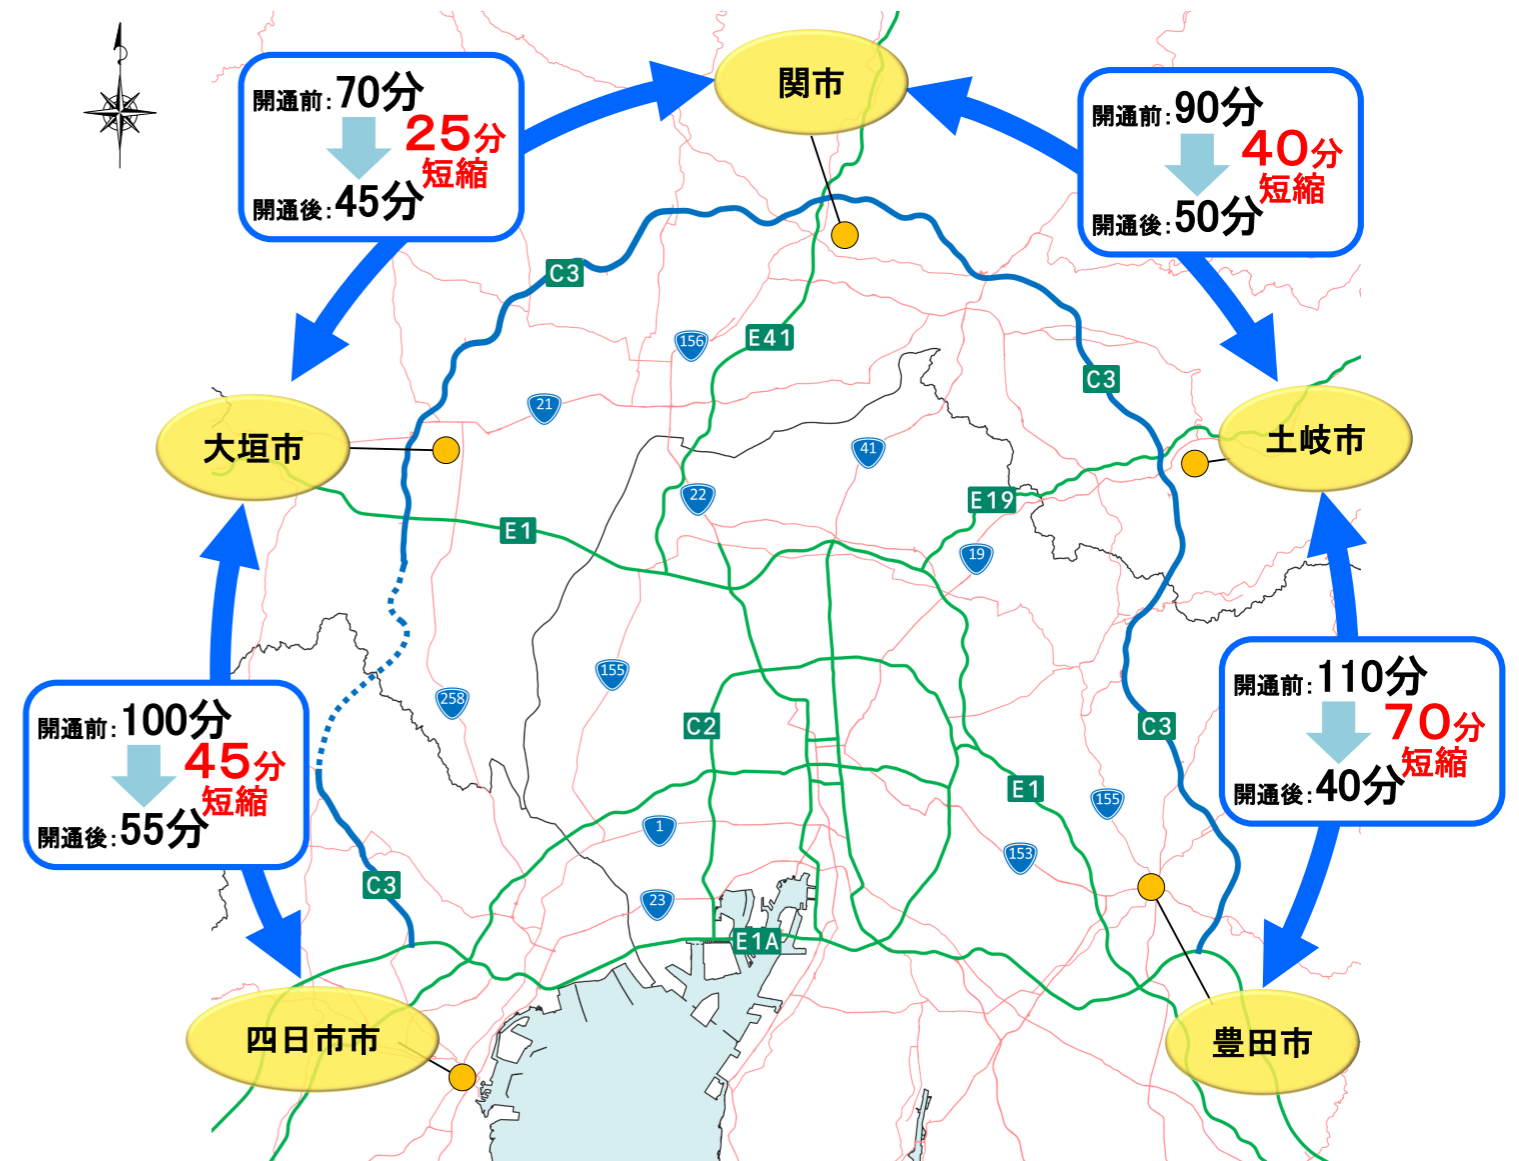 関市
開通前：70分
25分
短縮
開通後：45分
開通前：90分
40分
短縮
開通後：50分
C3
156
E41
C3
21
大垣市
41
土岐市
22
E19
E1
19
155
258
開通前：100分
45分
短縮
開通後：55分
C2
C3
開通前：110分
70分
短縮
開通後：40分
E1
155
1
153
C3
23
E1A
四日市市
豊田市